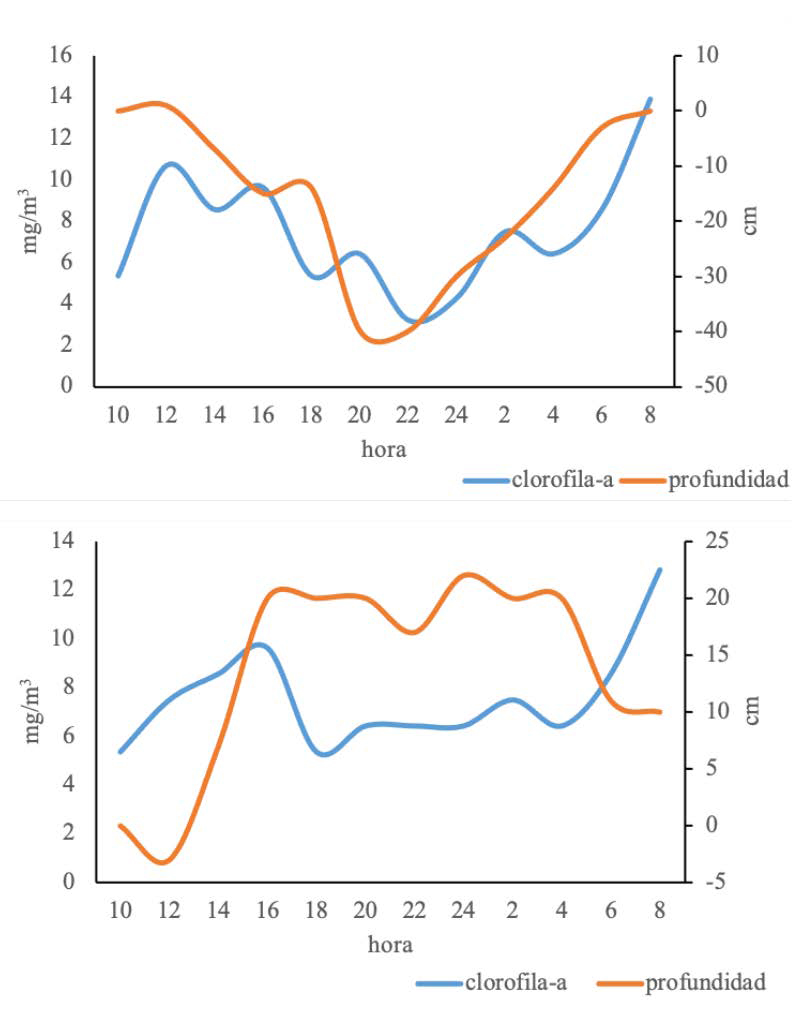 16 10
14 0
12
10 -10
8 -20
6 -30
4 -40
2
0 -50
mg/m³
cm
10 12 14 16 18 20 22 24 2 4 6 8
hora
clorofila-a profundidad
14 25
12 20
10 15
8 10
6 5
4 0
2
0 -5
mg/m³
cm
10 12 14 16 18 20 22 24 2 4 6 8
hora
clorofila-a profundidad